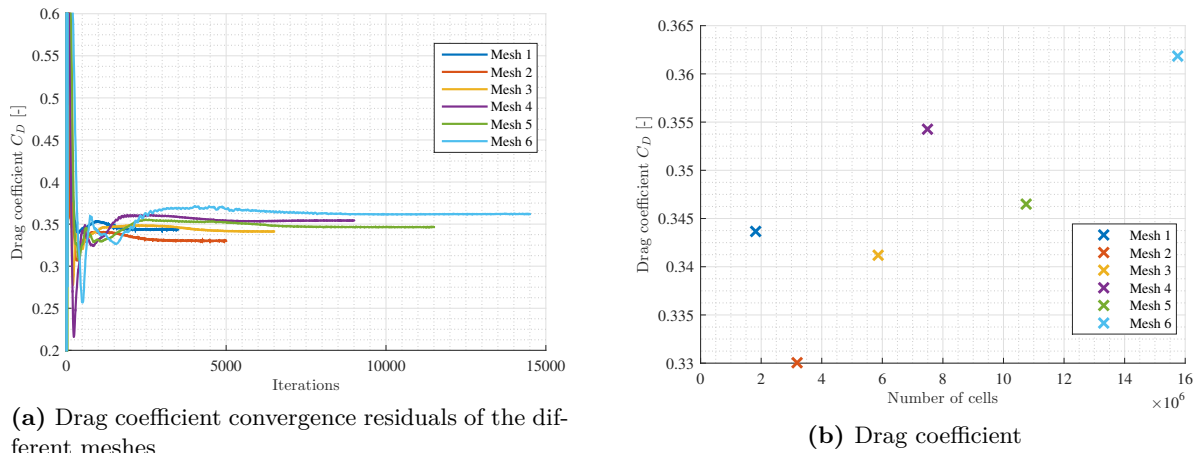 0.6
0.55
0.5
0.45
0.4
0.35
0.3
0.25
0.2
Drag coefficient C_D [-]
0
5000
10000
15000
Iterations
Mesh 1
Mesh 2
Mesh 3
Mesh 4
Mesh 5
Mesh 6
(a) Drag coefficient convergence residuals of the dif-
ferent meshes
0.365
0.36
0.355
0.35
0.345
0.34
0.335
0.33
Drag coefficient C_D [-]
0
2
4
6
8
10
12
14
16
×10^6
Number of cells
Mesh 1
Mesh 2
Mesh 3
Mesh 4
Mesh 5
Mesh 6
(b) Drag coefficient